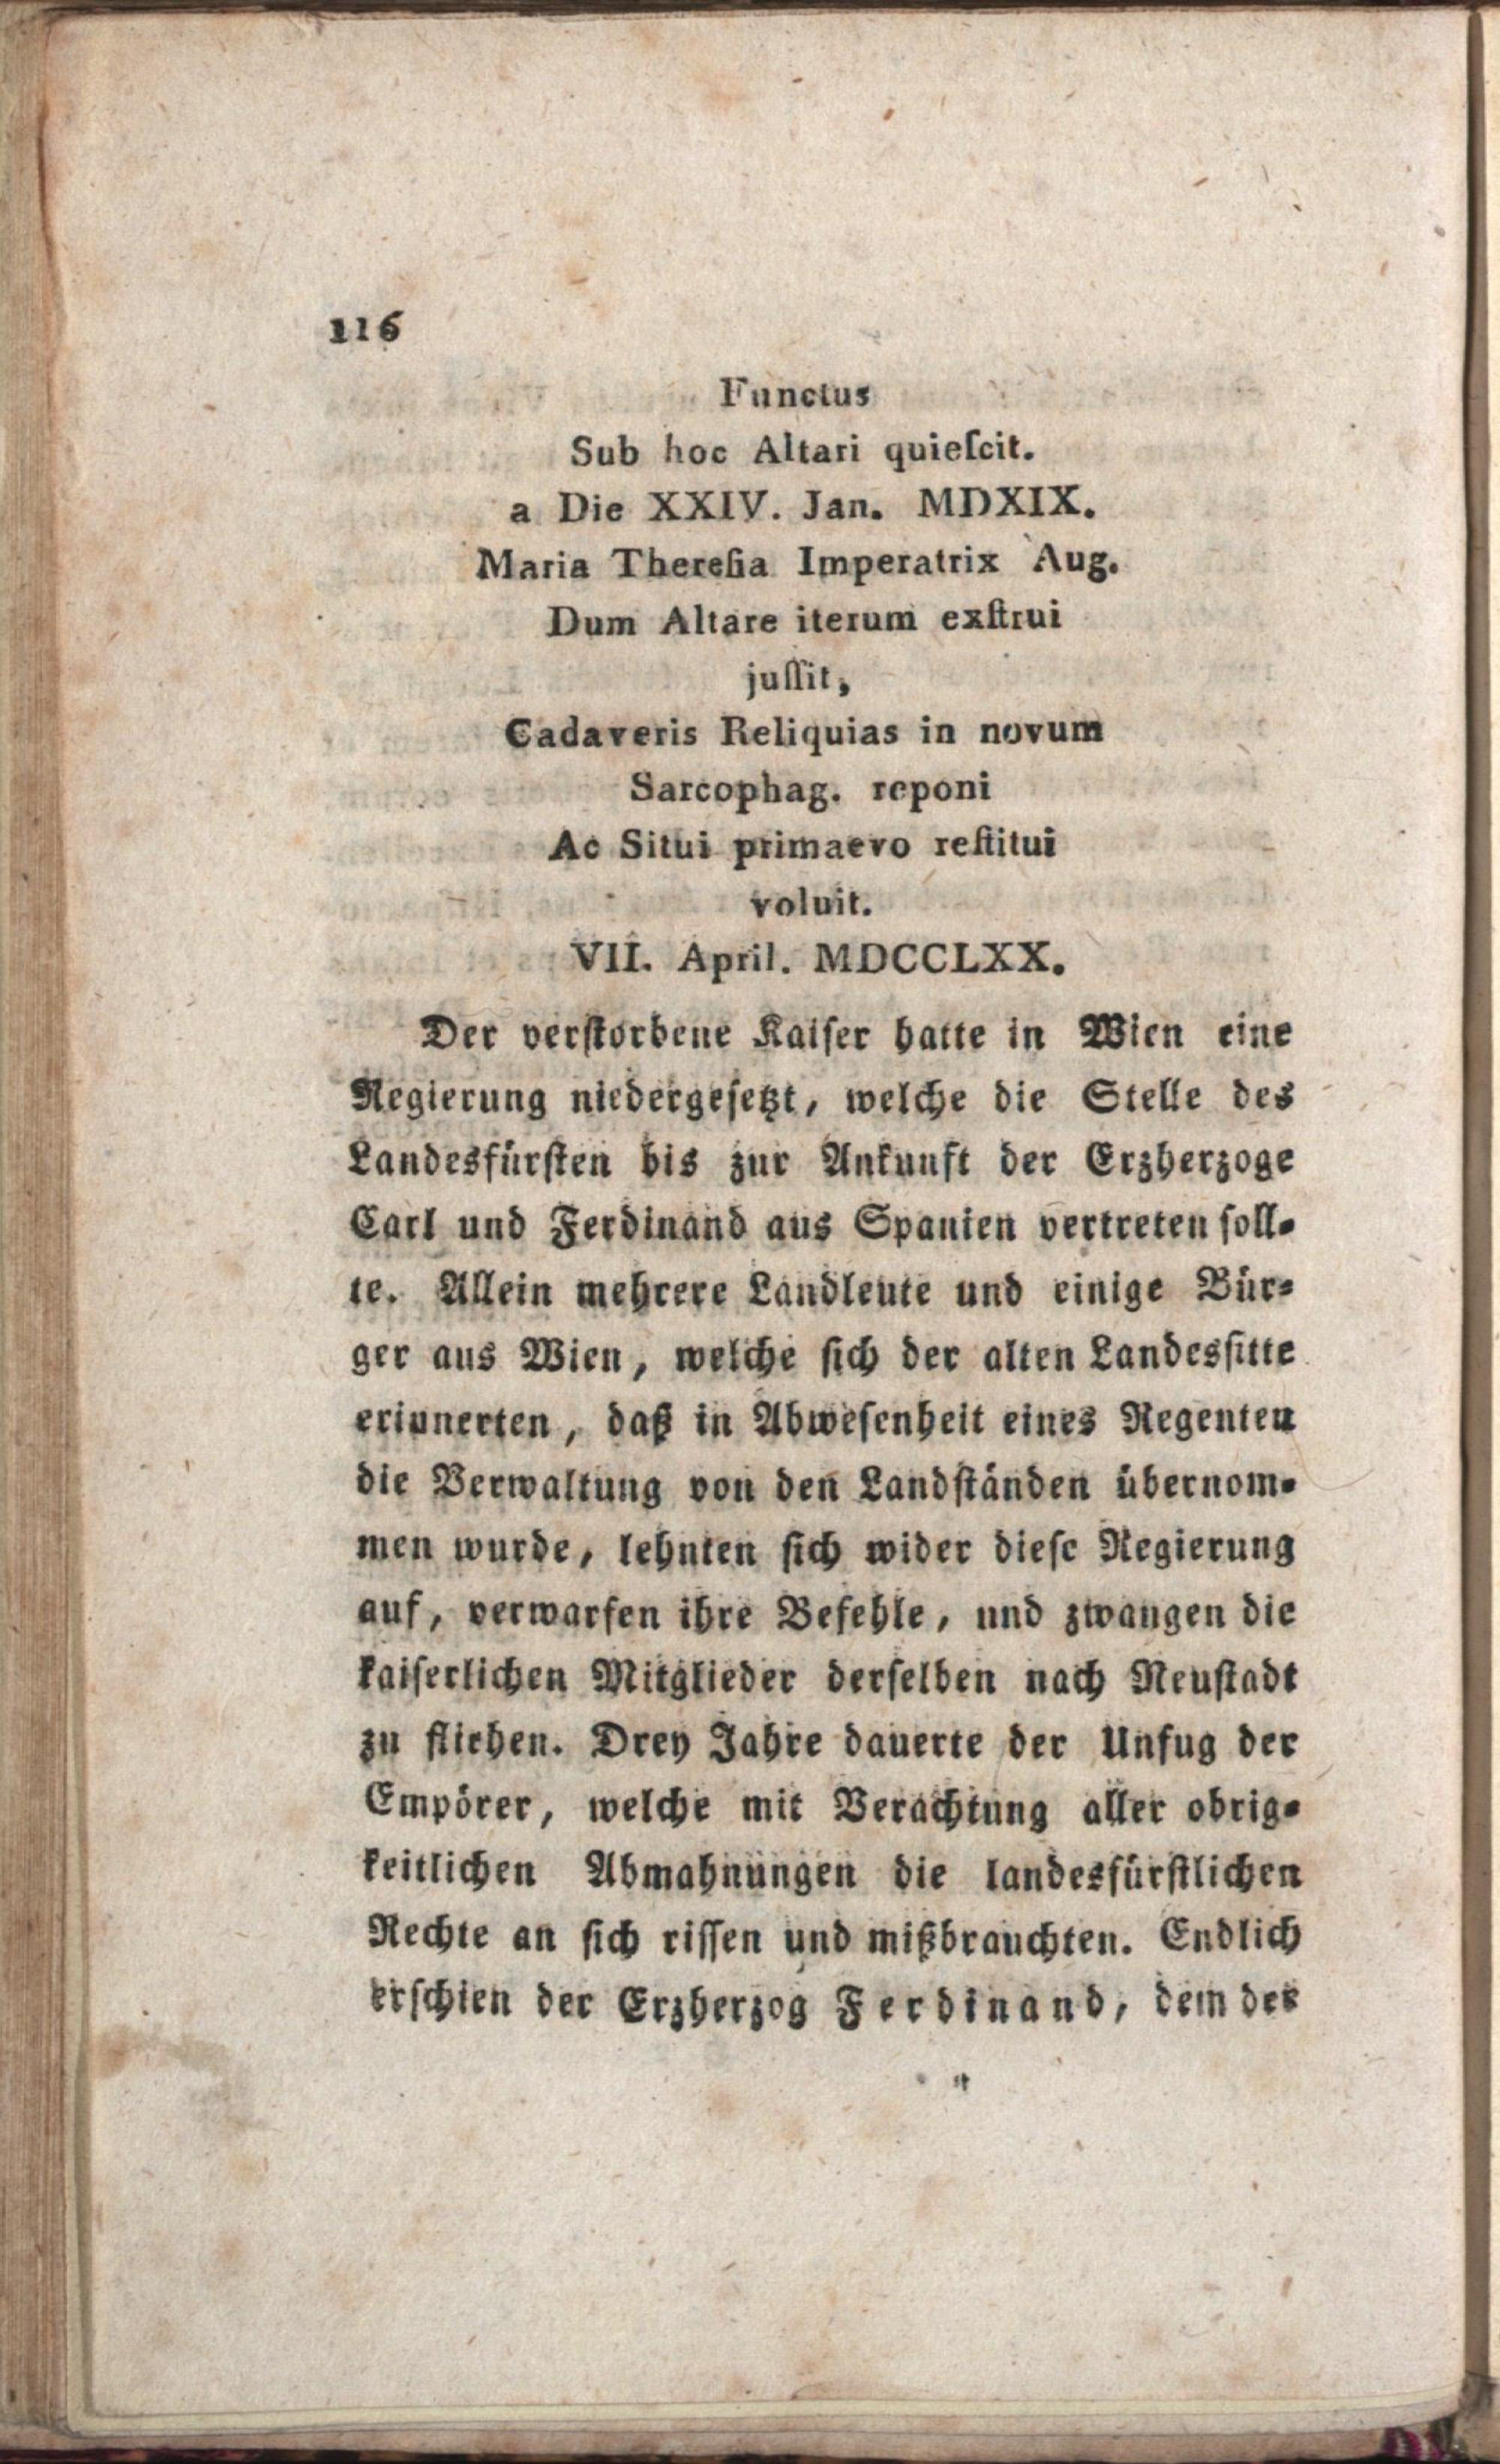 116
Functus
Sub hoc Altari quieſcit.
a Die XXIV. Jan. MDXIX.
Maria Thereſia Imperatrix Aug.
Dum Altare iterum exſtrui
juſſit,
Cadaveris Reliquias in novum
Sarcophag. reponi
Ac Situi primaevo reſtitui
voluit.
VII. April. MDCCLXX.
Der verſtorbene Kaiſer hatte in Wien eine
Regierung niedergeſetzt, welche die Stelle des
Landesfürſten bis zur Ankunft der Erzherzoge
Carl und Ferdinand aus Spanien vertreten ſoll-
te. Allein mehrere Landleute und einige Bür-
ger aus Wien, welche ſich der alten Landesſitte
erinnerten, daß in Abweſenheit eines Regenten
die Verwaltung von den Landſtänden übernom-
men wurde, lehnten ſich wider dieſe Regierung
auf, verwarfen ihre Befehle, und zwangen die
kaiſerlichen Mitglieder derſelben nach Neuſtadt
zu fliehen. Drey Jahre dauerte der Unfug der
Empörer, welche mit Verachtung aller obrig-
keitlichen Abmahnungen die landesfürſtlichen
Rechte an ſich riſſen und mißbrauchten. Endlich
erſchien der Erzherzog Ferdinand, dem der